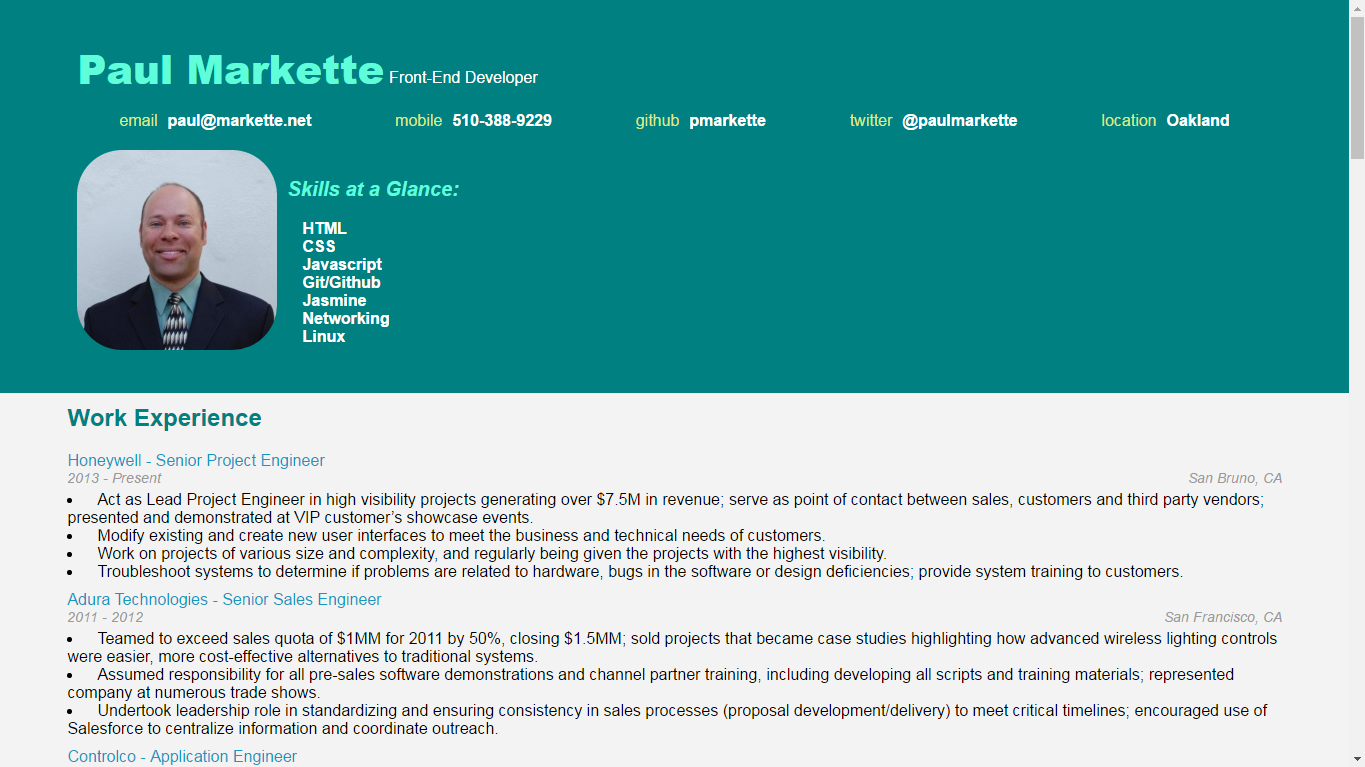 Paul Markette Front-End Developer
email paul@markette.net mobile 510-388-9229 github pmarkette twitter @paulmarkette location Oakland
Skills at a Glance:
HTML
CSS
Javascript
Git/Github
Jasmine
Networking
Linux
Work Experience
Honeywell - Senior Project Engineer
2013 - Present San Bruno, CA
• Act as Lead Project Engineer in high visibility projects generating over $7.5M in revenue; serve as point of contact between sales, customers and third party vendors;
presented and demonstrated at VIP customer’s showcase events.
• Modify existing and create new user interfaces to meet the business and technical needs of customers.
• Work on projects of various size and complexity, and regularly being given the projects with the highest visibility.
• Troubleshoot systems to determine if problems are related to hardware, bugs in the software or design deficiencies; provide system training to customers.
Adura Technologies - Senior Sales Engineer
2011 - 2012 San Francisco, CA
• Teamed to exceed sales quota of $1MM for 2011 by 50%, closing $1.5MM; sold projects that became case studies highlighting how advanced wireless lighting controls
were easier, more cost-effective alternatives to traditional systems.
• Assumed responsibility for all pre-sales software demonstrations and channel partner training, including developing all scripts and training materials; represented
company at numerous trade shows.
• Undertook leadership role in standardizing and ensuring consistency in sales processes (proposal development/delivery) to meet critical timelines; encouraged use of
Salesforce to centralize information and coordinate outreach.
Controlco - Application Engineer